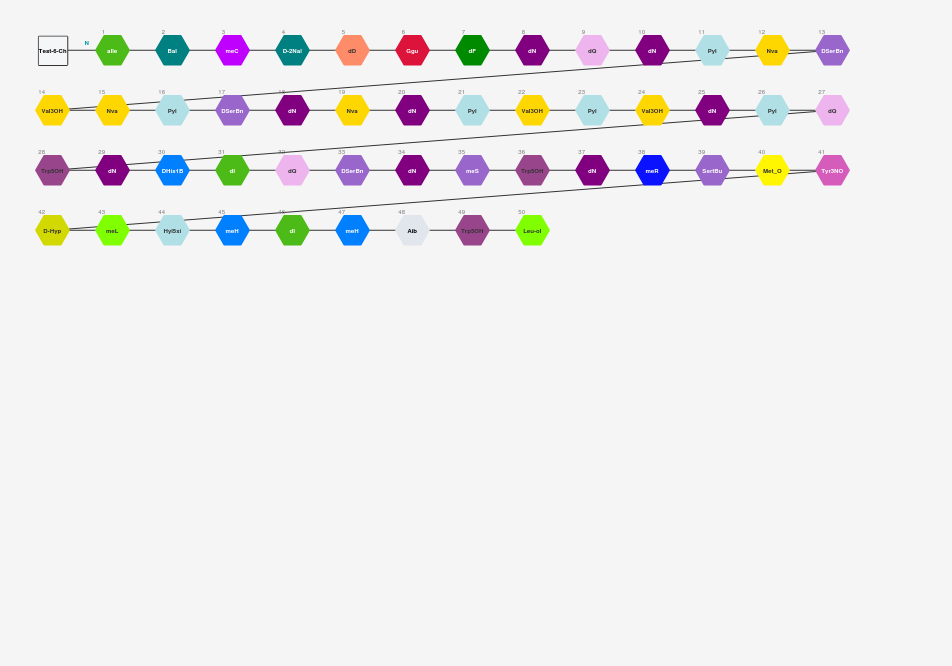 N 1 2 3 4 5 6 7 8 9 10 11 12 13
Test-6-Ch aIle Bal meC D-2Nal dD Ggu dF dN dQ dN Pyl Nva DSerBn
14 15 16 17 18 19 20 21 22 23 24 25 26 27
Val3OH Nva Pyl DSerBn dN Nva dN Pyl Val3OH Pyl Val3OH dN Pyl dQ
28 29 30 31 32 33 34 35 36 37 38 39 40 41
Trp5OH dN DHistB dI dQ DSerBn dN meS Trp5OH dN meR SertBu Met_O Tyr3NO
42 43 44 45 46 47 48 49 50
D-Hyp meL Hyl5xi meH dI meH Aib Trp5OH Leu-ol